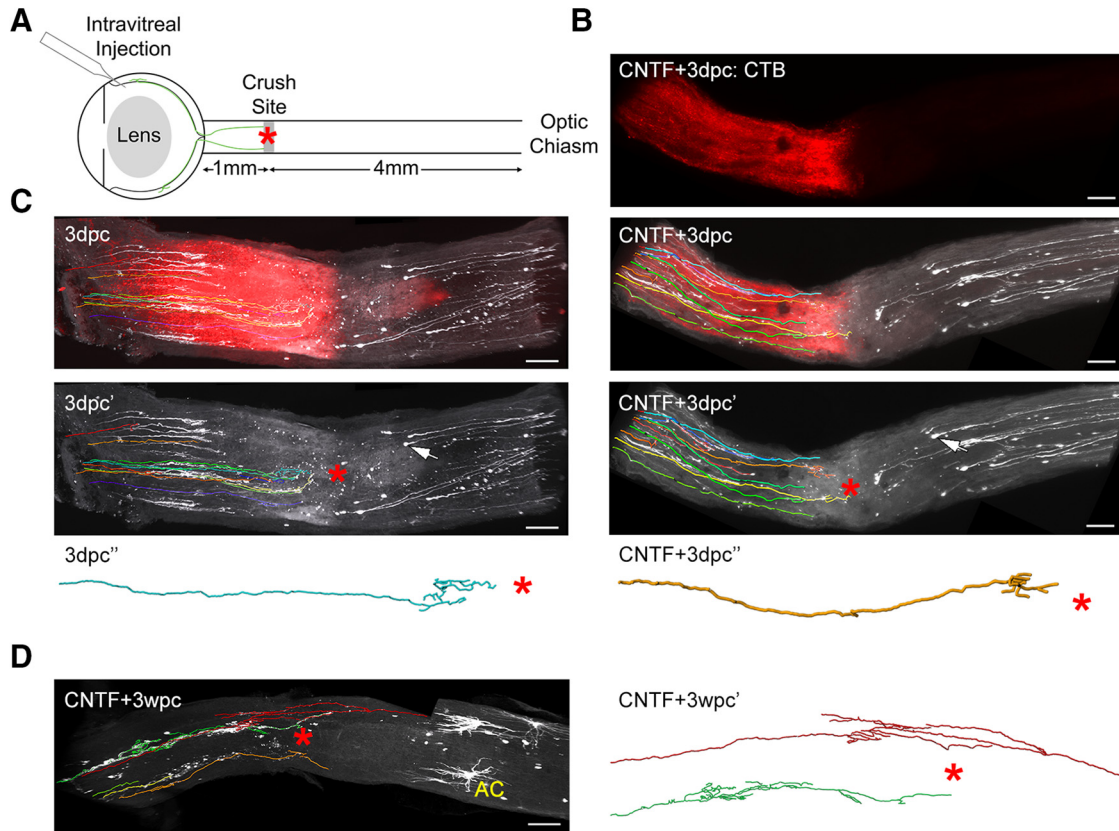 A
Intravitreal
Injection
Lens
Crush
Site
*
1mm
4mm
Optic
Chiasm
B
CNTF+3dpc: CTB
CNTF+3dpc
CNTF+3dpc'
*
CNTF+3dpc"
*
C
3dpc
3dpc'
*
3dpc"
*
D
CNTF+3wpc
*
AC
CNTF+3wpc'
*